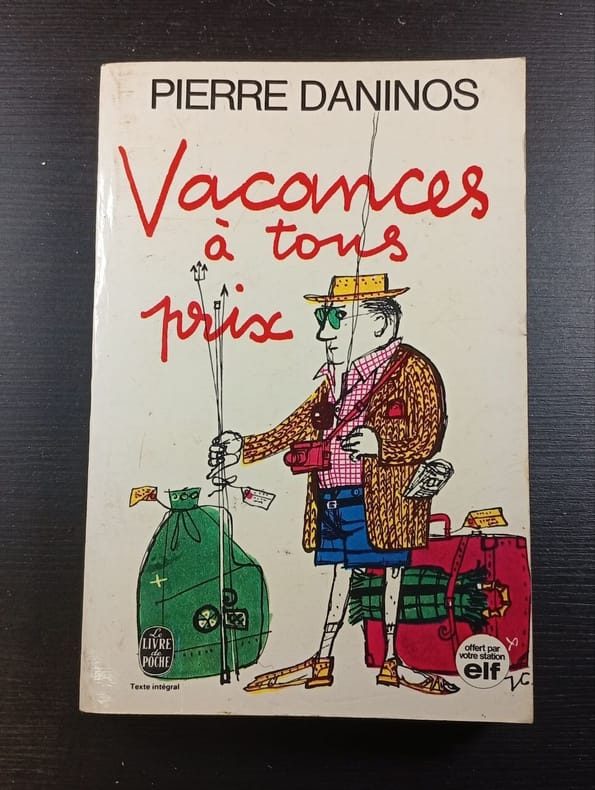 PIERRE DANINOS
Vacances
à tous
prix
Le
LIVRE
de
POCHE
Texte intégral
offert par
votre station
elf